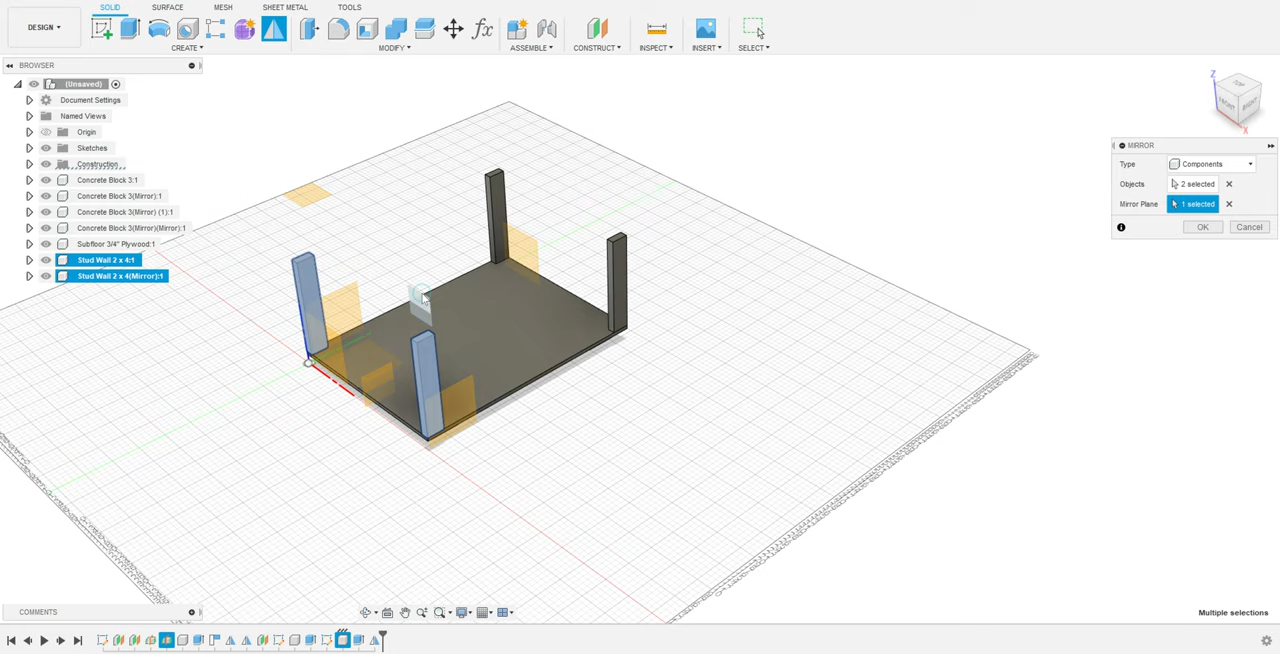 SOLID SURFACE MESH SHEET METAL TOOLS
DESIGN
CREATE MODIFY ASSEMBLE CONSTRUCT INSPECT INSERT SELECT
BROWSER
(Unsaved)
Document Settings
Named Views
Origin
Sketches
Construction
Concrete Block 3:1
Concrete Block 3(Mirror):1
Concrete Block 3(Mirror) (1):1
Concrete Block 3(Mirror)(Mirror):1
Subfloor 3/4" Plywood:1
Stud Wall 2 x 4:1
Stud Wall 2 x 4(Mirror):1
Z
TOP
FRONT
RIGHT
X
MIRROR
Type Components
Objects 2 selected
Mirror Plane 1 selected
OK Cancel
COMMENTS
Multiple selections